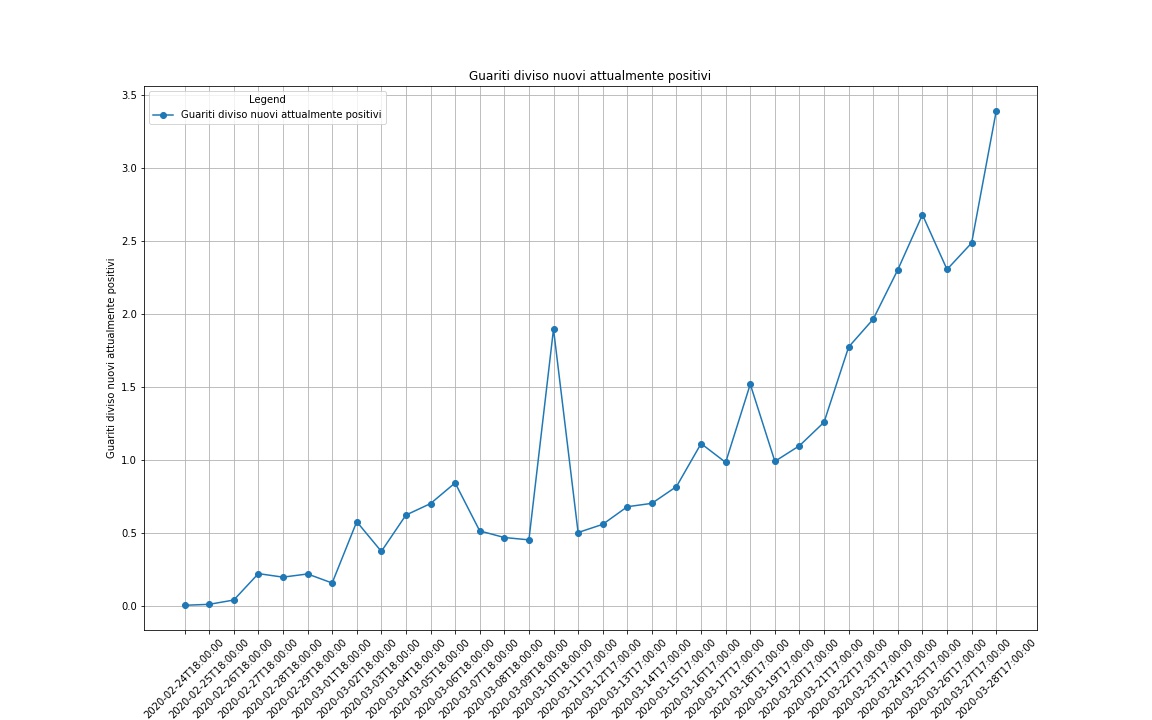 Guariti diviso nuovi attualmente positivi
Legend
Guariti diviso nuovi attualmente positivi
Guariti diviso nuovi attualmente positivi
3.5
3.0
2.5
2.0
1.5
1.0
0.5
0.0
2020-02-24T18:00:00
2020-02-25T18:00:00
2020-02-26T18:00:00
2020-02-27T18:00:00
2020-02-28T18:00:00
2020-02-29T18:00:00
2020-03-01T18:00:00
2020-03-02T18:00:00
2020-03-03T18:00:00
2020-03-04T18:00:00
2020-03-05T18:00:00
2020-03-06T18:00:00
2020-03-07T18:00:00
2020-03-08T18:00:00
2020-03-09T18:00:00
2020-03-10T18:00:00
2020-03-11T17:00:00
2020-03-12T17:00:00
2020-03-13T17:00:00
2020-03-14T17:00:00
2020-03-15T17:00:00
2020-03-16T17:00:00
2020-03-17T17:00:00
2020-03-18T17:00:00
2020-03-19T17:00:00
2020-03-20T17:00:00
2020-03-21T17:00:00
2020-03-22T17:00:00
2020-03-23T17:00:00
2020-03-24T17:00:00
2020-03-25T17:00:00
2020-03-26T17:00:00
2020-03-27T17:00:00
2020-03-28T17:00:00